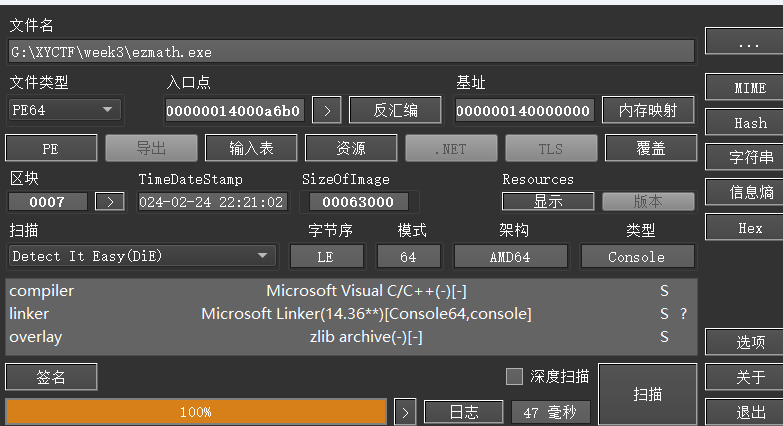 文件名
G:\XYCTF\week3\ezmath.exe
...
文件类型 入口点 基址
PE64 00000014000a6b0 > 反汇编 000000140000000 内存映射 MIME
PE 导出 输入表 资源 .NET TLS 覆盖 Hash
区块 TimeDateStamp SizeOfImage Resources 字符串
0007 > 024-02-24 22:21:02 00063000 显示 版本 信息熵
扫描 字节序 模式 架构 类型 Hex
Detect It Easy(DiE) LE 64 AMD64 Console
compiler Microsoft Visual C/C++(-)[-] S
linker Microsoft Linker(14.36**)[Console64,console] S ?
overlay zlib archive(-)[-] S
选项
签名 深度扫描 扫描 关于
100% > 日志 47 毫秒 退出